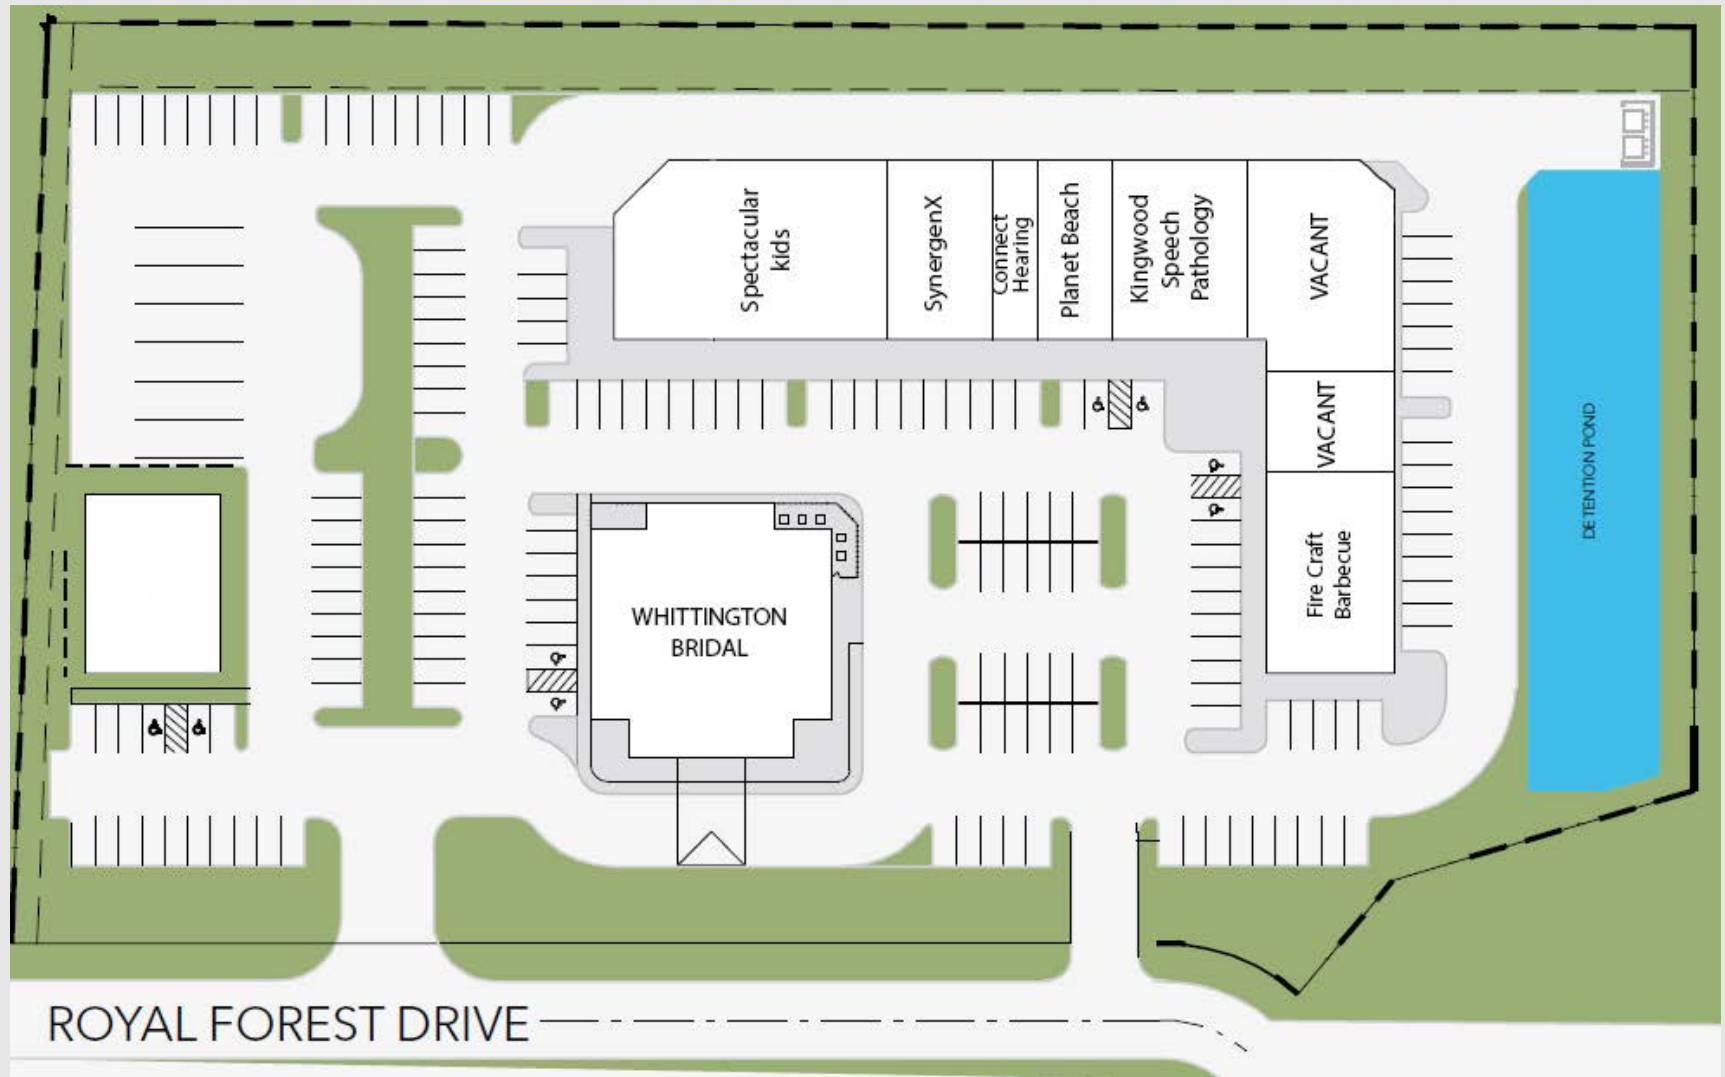 Spectacular
kids
SynergenX
Connect
Hearing
Planet Beach
Kingwood
Speech
Pathology
VACANT
VACANT
Fire Craft
Barbecue
DETENTION POND
WHITTINGTON
BRIDAL
ROYAL FOREST DRIVE